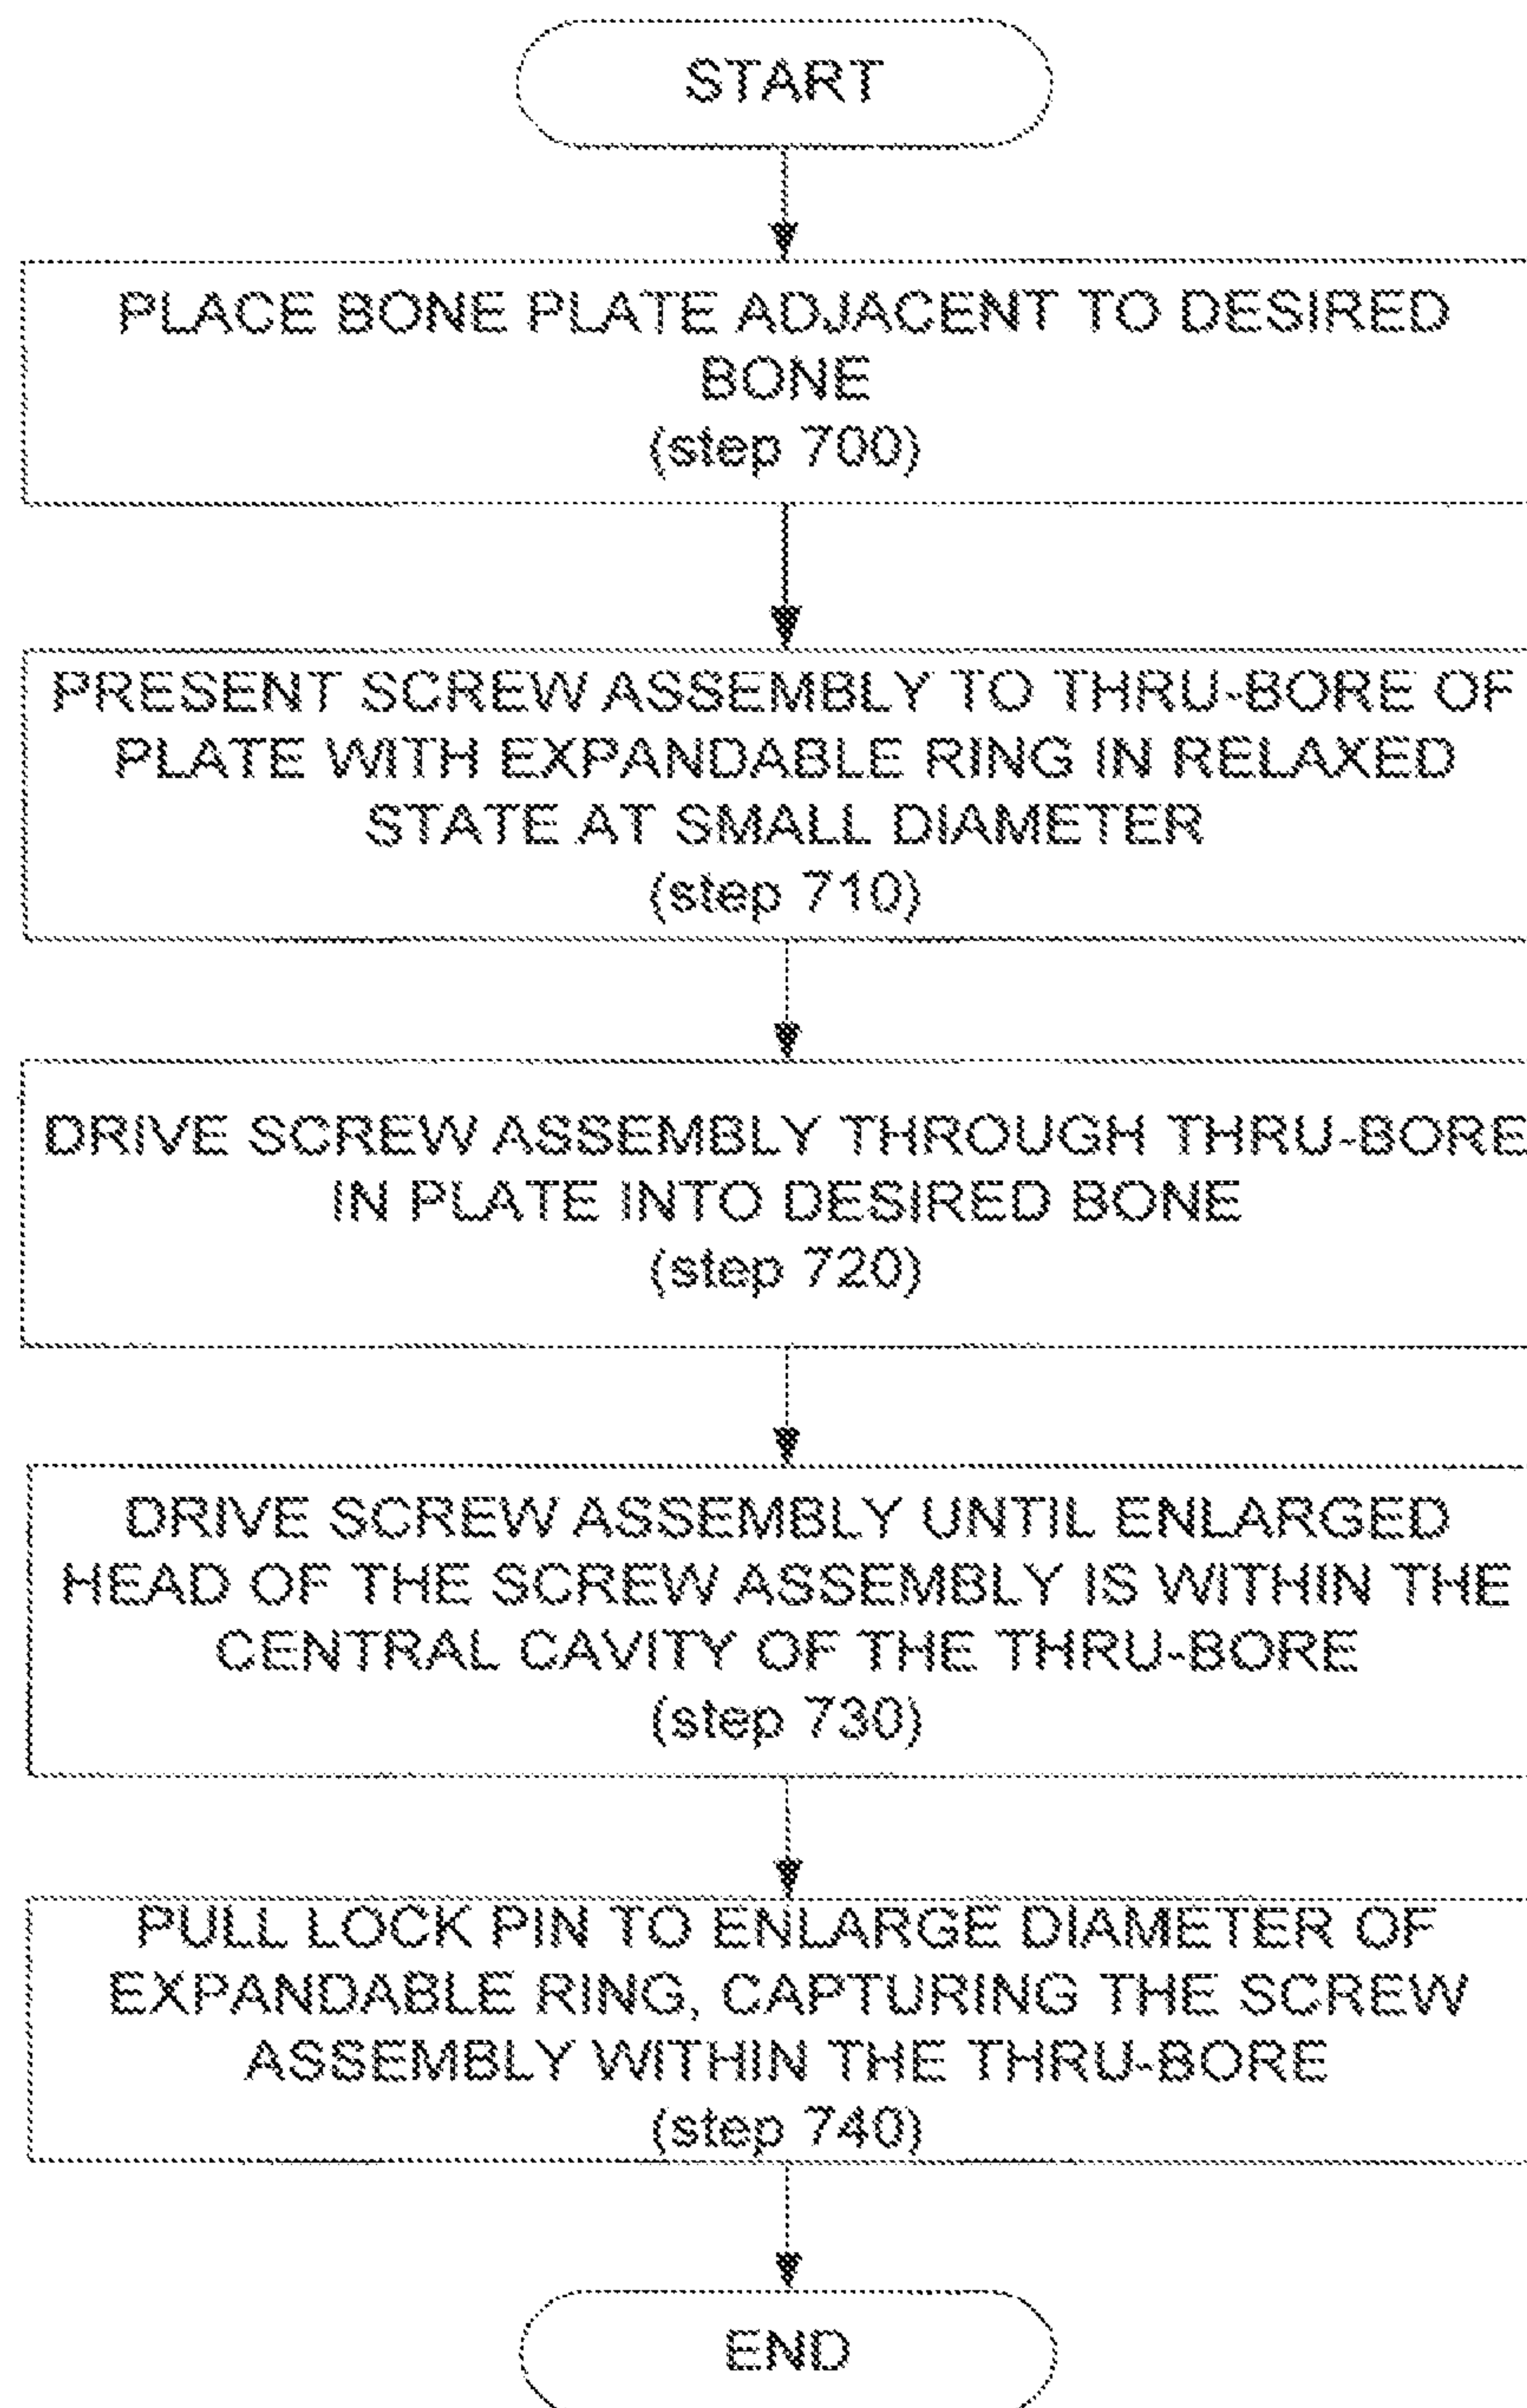 START
PLACE BONE PLATE ADJACENT TO DESIRED
BONE
(step 700)
PRESENT SCREW ASSEMBLY TO THRU-BORE OF
PLATE WITH EXPANDABLE RING IN RELAXED
STATE AT SMALL DIAMETER
(step 710)
DRIVE SCREW ASSEMBLY THROUGH THRU-BORE
IN PLATE INTO DESIRED BONE
(step 720)
DRIVE SCREW ASSEMBLY UNTIL ENLARGED
HEAD OF THE SCREW ASSEMBLY IS WITHIN THE
CENTRAL CAVITY OF THE THRU-BORE
(step 730)
PULL LOCK PIN TO ENLARGE DIAMETER OF
EXPANDABLE RING, CAPTURING THE SCREW
ASSEMBLY WITHIN THE THRU-BORE
(step 740)
END